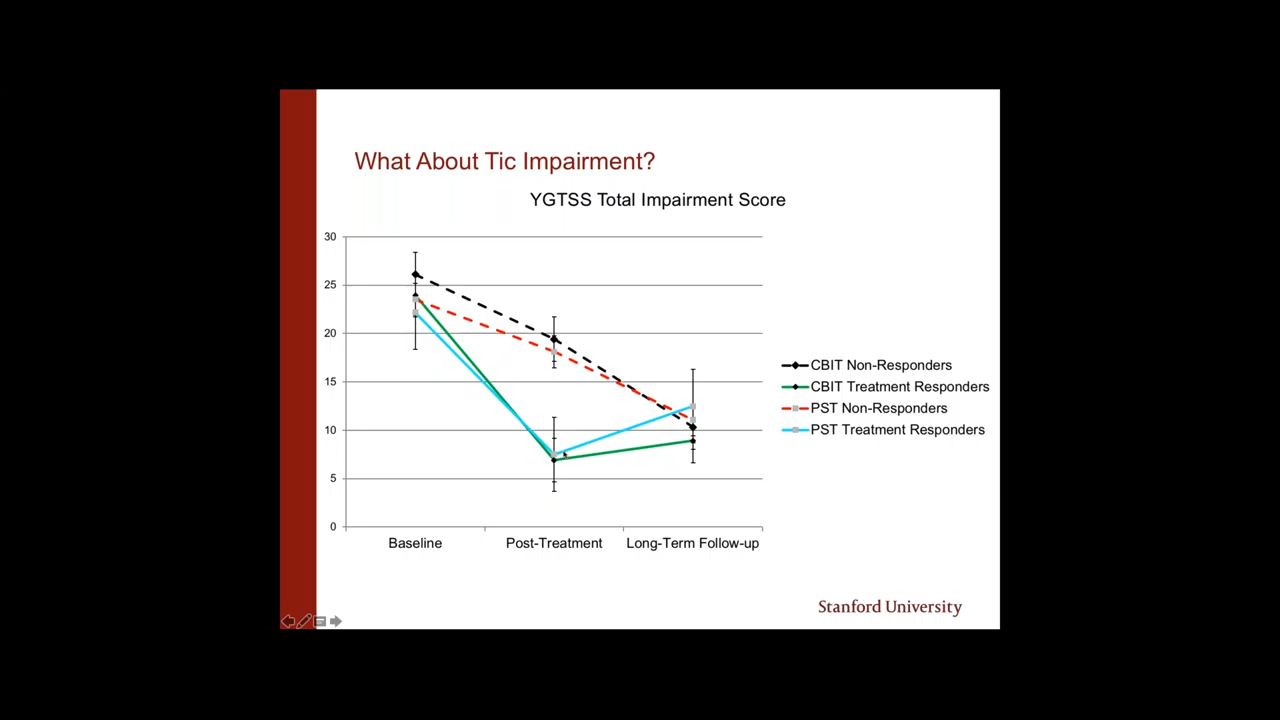 What About Tic Impairment?
YGTSS Total Impairment Score
30
25
20
15
10
5
0
Baseline
Post-Treatment
Long-Term Follow-up
CBIT Non-Responders
CBIT Treatment Responders
PST Non-Responders
PST Treatment Responders
Stanford University